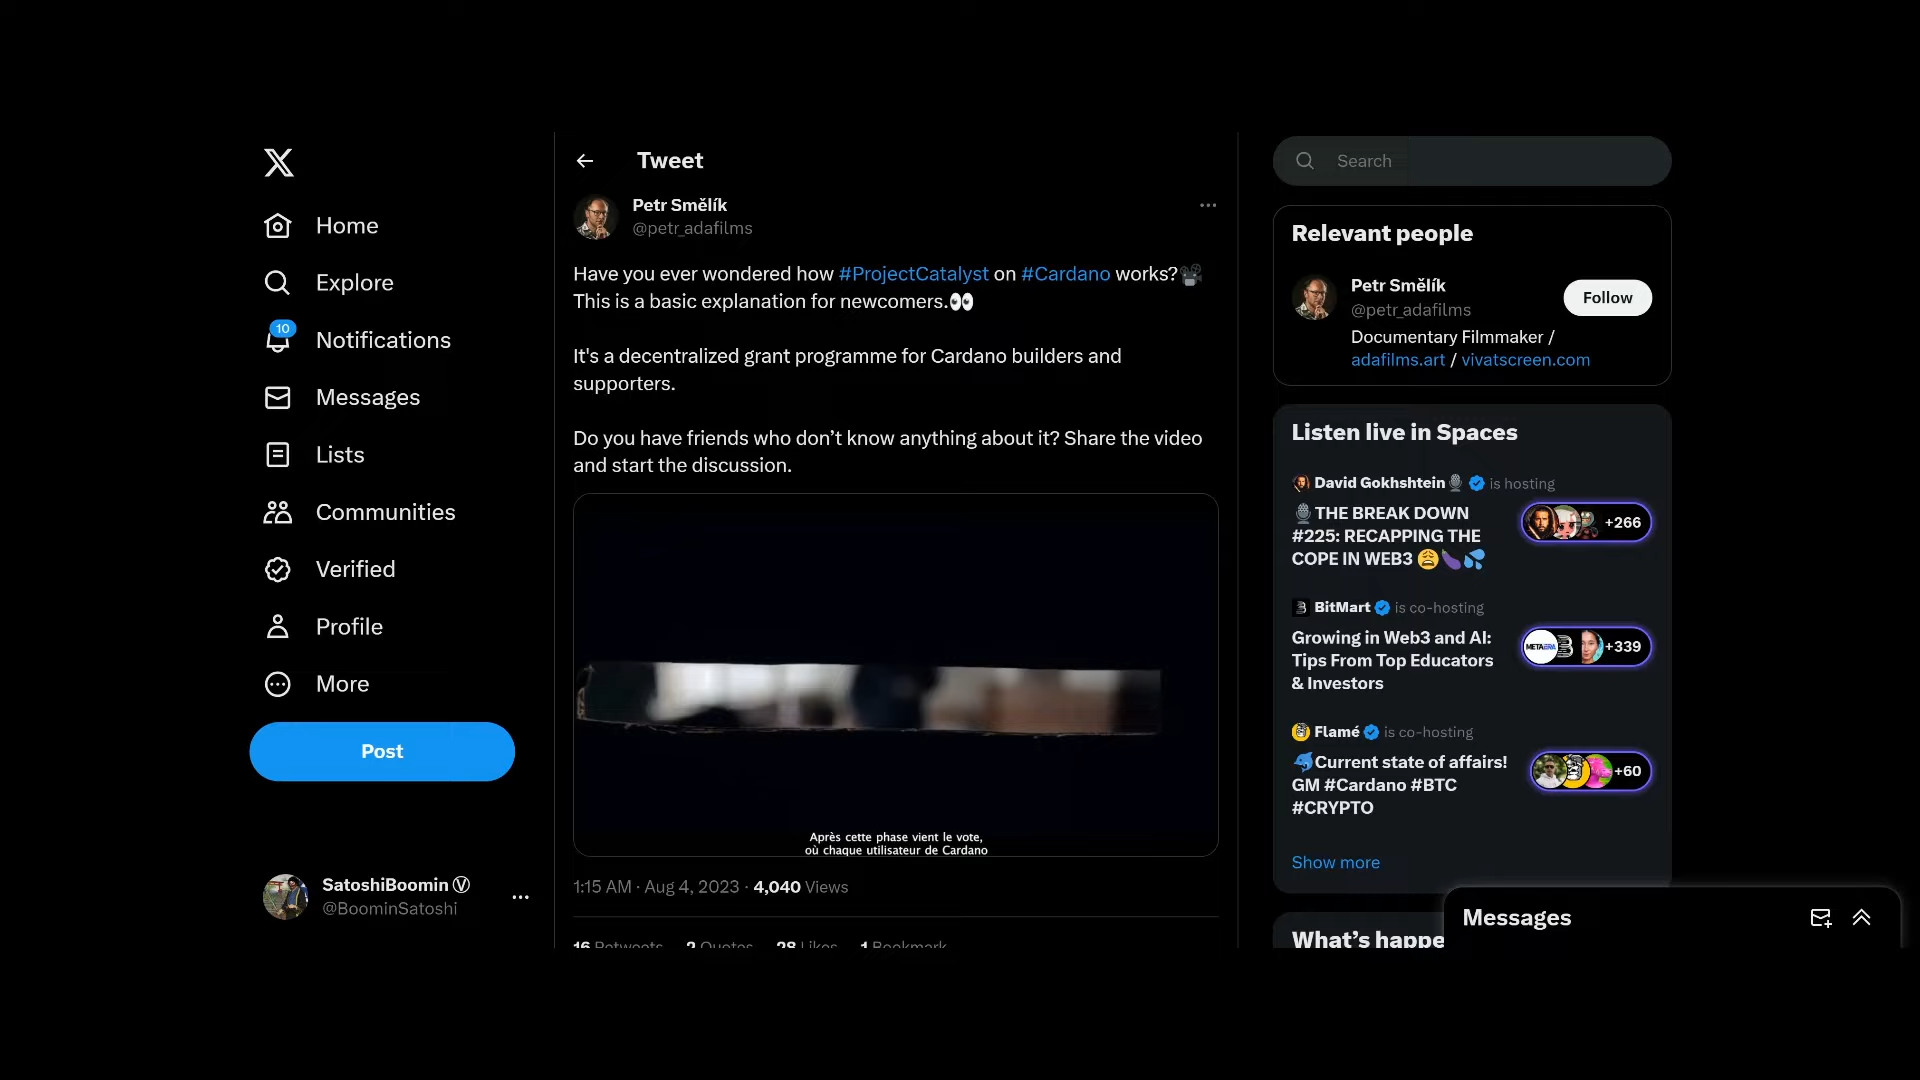 Home
Explore
10
Notifications
Messages
Lists
Communities
Verified
Profile
More
Post
SatoshiBoomin Ⓥ
@BoominSatoshi
Tweet
Petr Smělík
@petr_adafilms
Have you ever wondered how #ProjectCatalyst on #Cardano works?🎥
This is a basic explanation for newcomers.👀
It's a decentralized grant programme for Cardano builders and
supporters.
Do you have friends who don’t know anything about it? Share the video
and start the discussion.
Après cette phase vient le vote,
où chaque utilisateur de Cardano
1:15 AM · Aug 4, 2023 · 4,040 Views
16 Retweets 2 Quotes 28 Likes 1 Bookmark
Search
Relevant people
Petr Smělík
@petr_adafilms
Follow
Documentary Filmmaker /
adafilms.art / vivatscreen.com
Listen live in Spaces
David Gokhshtein🎙 is hosting
🎙THE BREAK DOWN
#225: RECAPPING THE
COPE IN WEB3 😩🍆💦
+266
BitMart is co-hosting
Growing in Web3 and AI:
Tips From Top Educators
& Investors
METAERA
+339
Flamé is co-hosting
🐬Current state of affairs!
GM #Cardano #BTC
#CRYPTO
+60
Show more
What’s happe
Messages